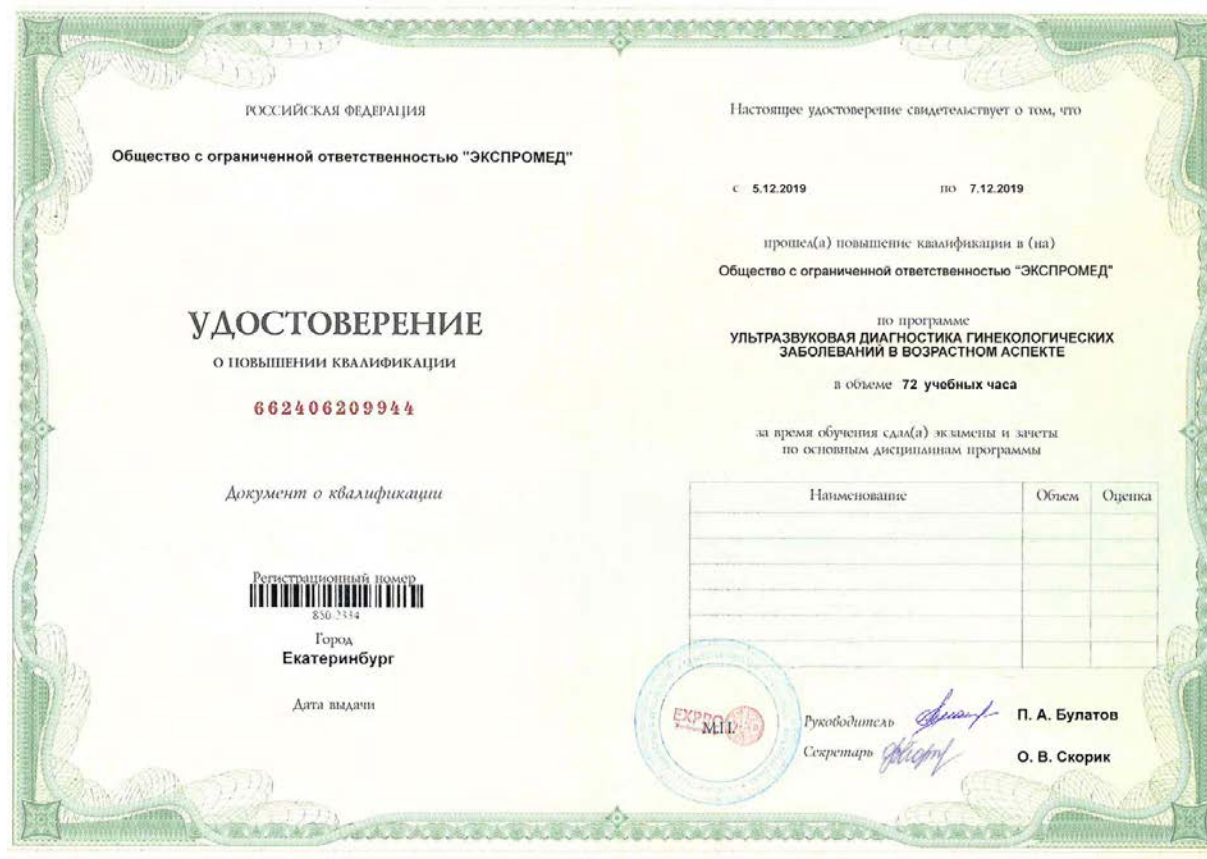 РОССИЙСКАЯ ФЕДЕРАЦИЯ
Общество с ограниченной ответственностью "ЭКСПРОМЕД"
УДОСТОВЕРЕНИЕ
О ПОВЫШЕНИИ КВАЛИФИКАЦИИ
662406209944
Документ о квалификации
Регистрационный номер
850-2334
Город
Екатеринбург
Дата выдачи
Настоящее удостоверение свидетельствует о том, что
с 5.12.2019 по 7.12.2019
прошел(а) повышение квалификации в (на)
Общество с ограниченной ответственностью "ЭКСПРОМЕД"
по программе
УЛЬТРАЗВУКОВАЯ ДИАГНОСТИКА ГИНЕКОЛОГИЧЕСКИХ
ЗАБОЛЕВАНИЙ В ВОЗРАСТНОМ АСПЕКТЕ
в объеме 72 учебных часа
за время обучения сдал(а) экзамены и зачеты
по основным дисциплинам программы
Наименование Объем Оценка
М.П.
Руководитель П. А. Булатов
Секретарь О. В. Скорик